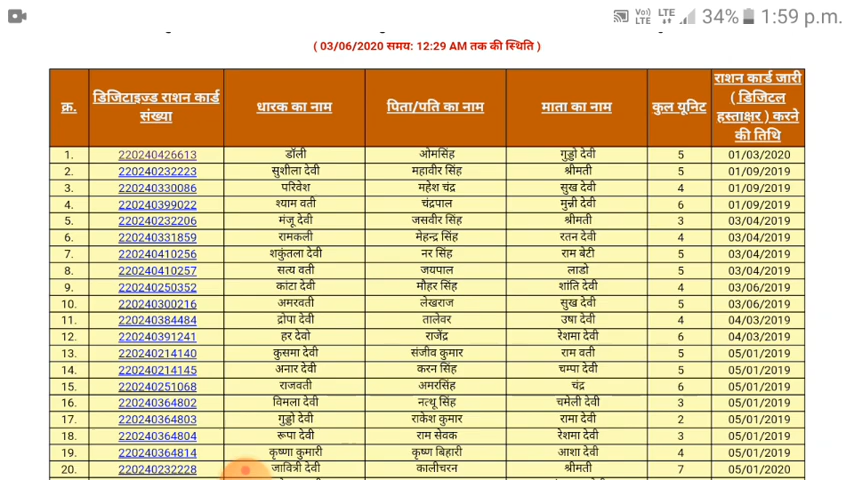 Vo)) LTE LTE 34% 1:59 p.m.
( 03/06/2020 समय: 12:29 AM तक की स्थिति )
क्र. डिजिटाइज्ड राशन कार्ड संख्या धारक का नाम पिता/पति का नाम माता का नाम कुल यूनिट राशन कार्ड जारी ( डिजिटल हस्ताक्षर ) करने की तिथि
1. 220240426613 डॉली ओमसिंह गुड्डो देवी 5 01/03/2020
2. 220240232223 सुशीला देवी महावीर सिंह श्रीमती 5 01/09/2019
3. 220240330086 परिवेश महेश चंद्र सुख देवी 4 01/09/2019
4. 220240399022 श्याम वती चंद्रपाल मुन्नी देवी 6 01/09/2019
5. 220240232206 मंजू देवी जसवीर सिंह श्रीमती 3 03/04/2019
6. 220240331859 रामकली मेहन्द्र सिंह रतन देवी 4 03/04/2019
7. 220240410256 शकुंतला देवी नर सिंह राम बेटी 5 03/04/2019
8. 220240410257 सत्य वती जयपाल लाडो 5 03/04/2019
9. 220240250352 कांटा देवी मौहर सिंह शांति देवी 4 03/06/2019
10. 220240300216 अमरवती लेखराज सुख देवी 5 03/06/2019
11. 220240384484 द्रोपा देवी तालेवर उषा देवी 4 04/03/2019
12. 220240391241 हर देवो राजेंद्र रेशमा देवी 6 04/03/2019
13. 220240214140 कुसमा देवी संजीव कुमार राम वती 5 05/01/2019
14. 220240214145 अनार देवी करन सिंह चम्पा देवी 5 05/01/2019
15. 220240251068 राजवती अमरसिंह चंद्र 6 05/01/2019
16. 220240364802 विमला देवी नत्थू सिंह चमेली देवी 3 05/01/2019
17. 220240364803 गुड्डो देवी राकेश कुमार रामा देवी 2 05/01/2019
18. 220240364804 रूपा देवी राम सेवक रेशमा देवी 3 05/01/2019
19. 220240364814 कृष्णा कुमारी कृष्ण बिहारी आशा देवी 4 05/01/2019
20. 220240232228 जावित्री देवी कालीचरन श्रीमती 7 05/01/2020